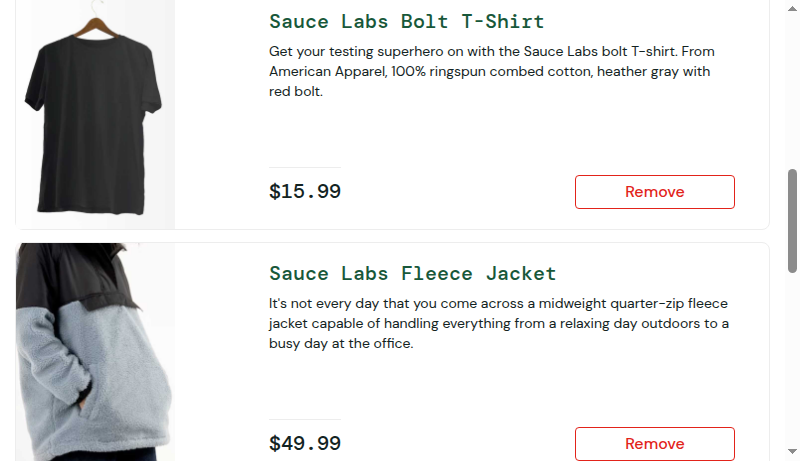 Sauce Labs Bolt T-Shirt
Get your testing superhero on with the Sauce Labs bolt T-shirt. From
American Apparel, 100% ringspun combed cotton, heather gray with
red bolt.
$15.99
Remove
Sauce Labs Fleece Jacket
It's not every day that you come across a midweight quarter-zip fleece
jacket capable of handling everything from a relaxing day outdoors to a
busy day at the office.
$49.99
Remove